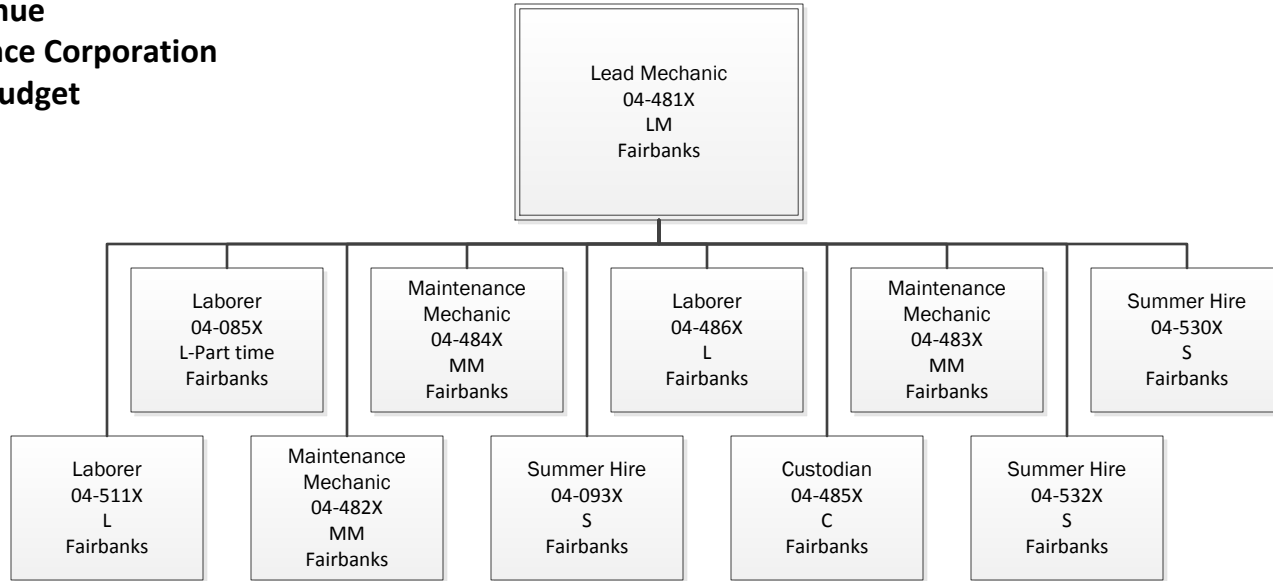 nue
nce Corporation
udget
Lead Mechanic
04-481X
LM
Fairbanks
Laborer
04-085X
L-Part time
Fairbanks
Maintenance
Mechanic
04-484X
MM
Fairbanks
Laborer
04-486X
L
Fairbanks
Maintenance
Mechanic
04-483X
MM
Fairbanks
Summer Hire
04-530X
S
Fairbanks
Laborer
04-511X
L
Fairbanks
Maintenance
Mechanic
04-482X
MM
Fairbanks
Summer Hire
04-093X
S
Fairbanks
Custodian
04-485X
C
Fairbanks
Summer Hire
04-532X
S
Fairbanks